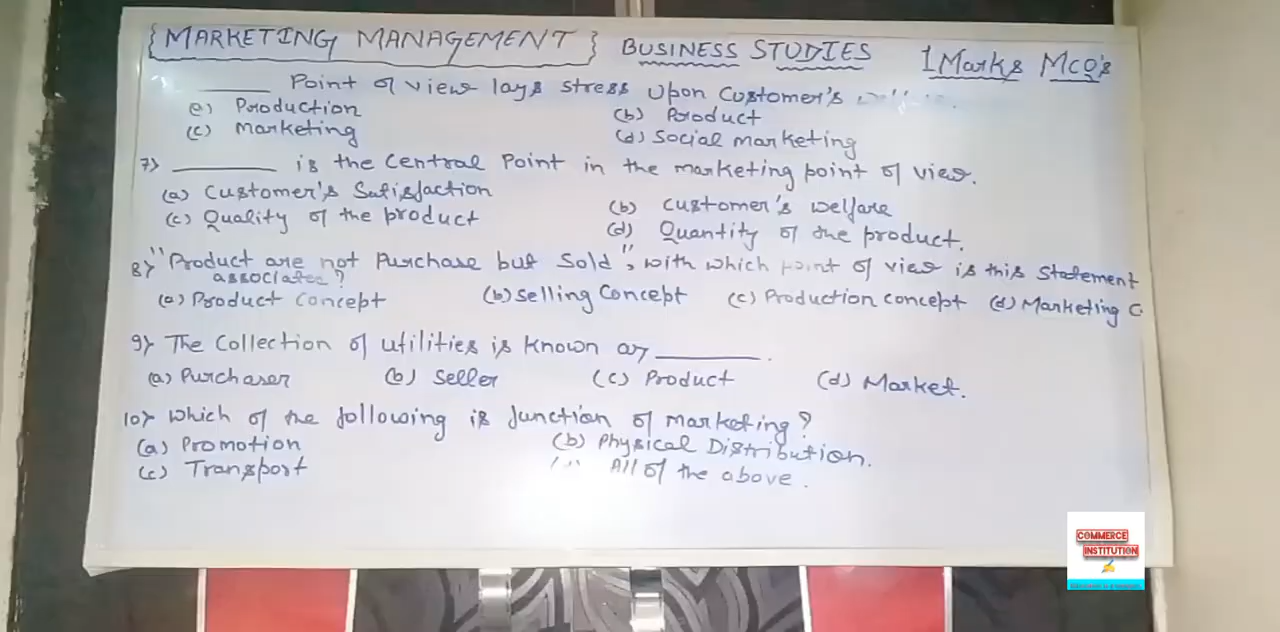 {MARKETING MANAGEMENT} BUSINESS STUDIES 1 Marks MCQ's
______ Point of view lays stress upon Customer's
a) Production (b) Product
(c) Marketing (d) Social marketing
7) ______ is the Central Point in the marketing point of view.
(a) Customer's Satisfaction (b) Customer's welfare
(c) Quality of the product (d) Quantity of the product.
8) "Product are not Purchase but Sold", with which point of view is this Statement
associated?
(a) Product Concept (b) Selling Concept (c) Production concept (d) Marketing C
9) The Collection of utilities is known as ______.
(a) Purchaser (b) Seller (c) Product (d) Market.
10) Which of the following is function of marketing?
(a) Promotion (b) Physical Distribution.
(c) Transport All of the above.
COMMERCE
INSTITUTION